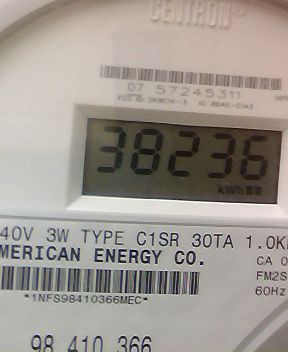 CENTRON®
07 57245311
38236
kWh
40V 3W TYPE C1SR 30TA 1.0K
MERICAN ENERGY CO.
CA 0
FM2S
60Hz
*1NFS98410366MEC*
98 410 366